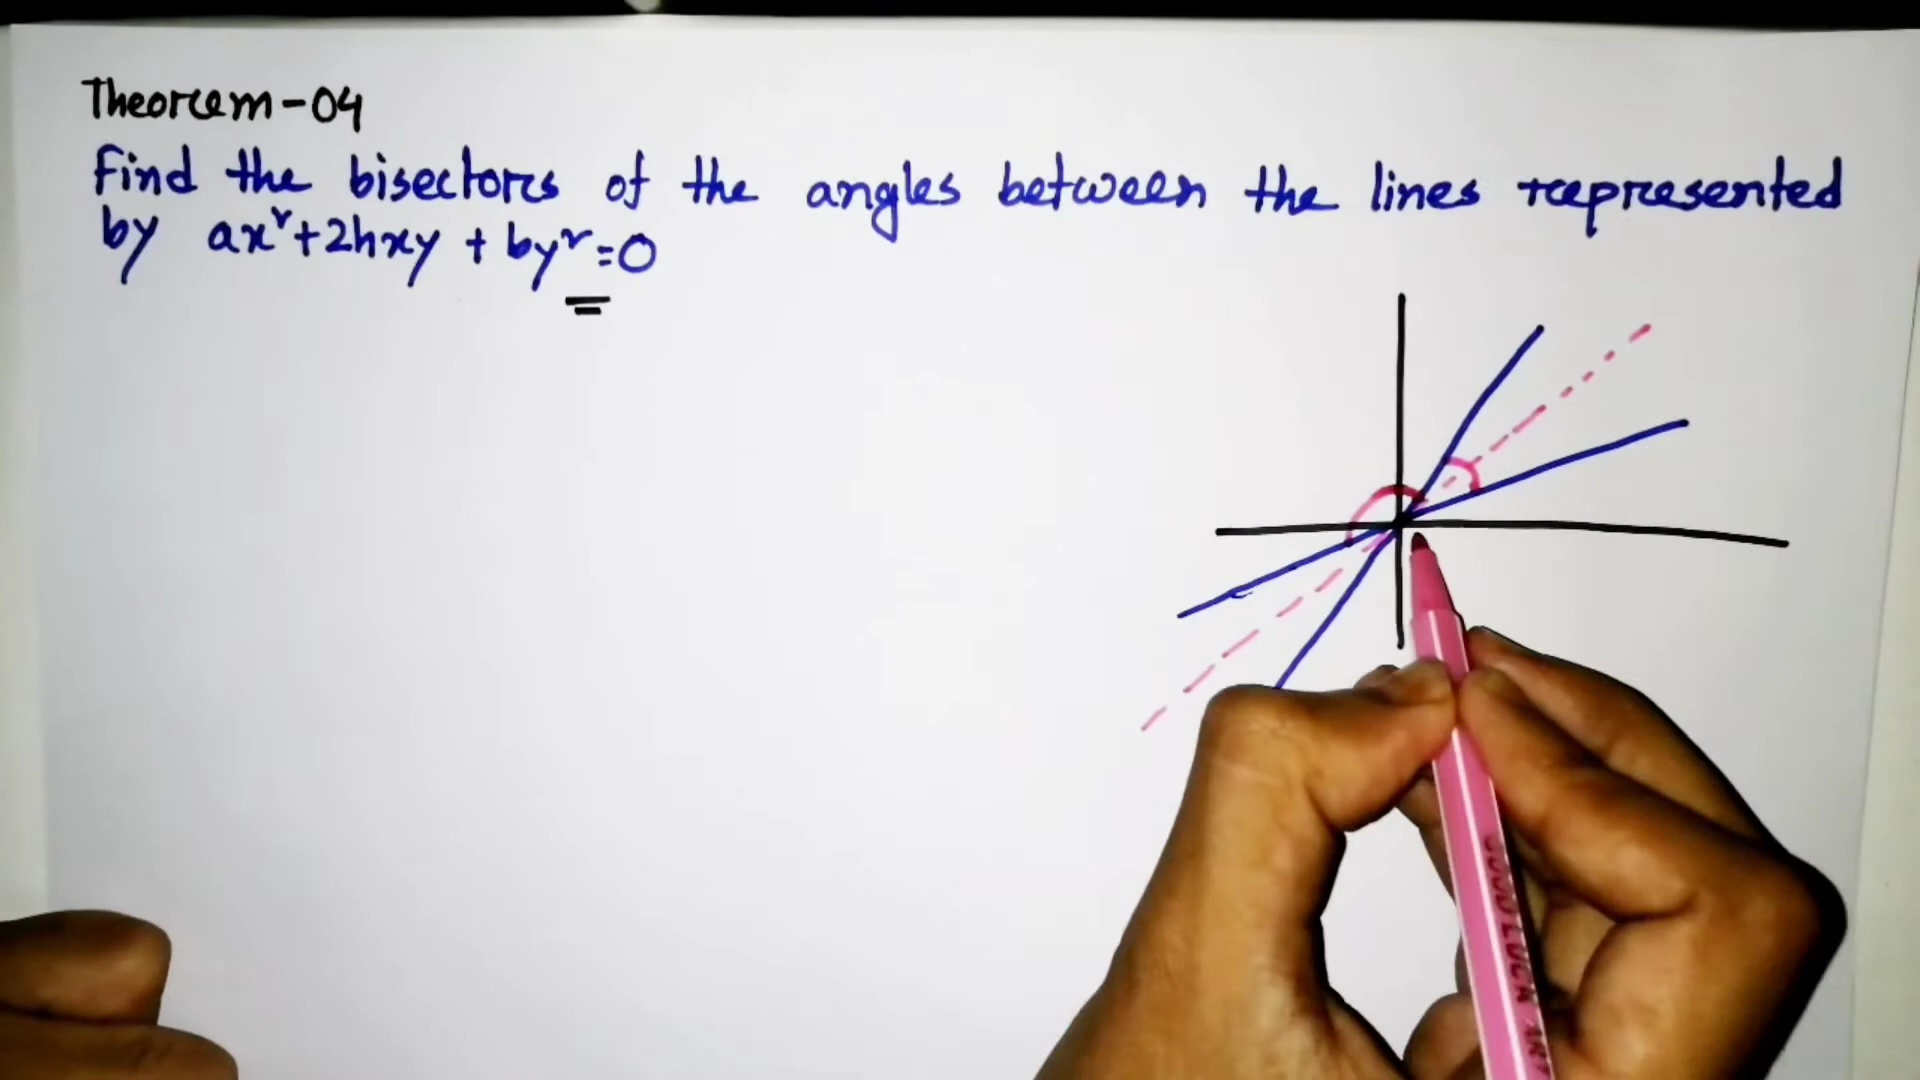 Theorem-04
Find the bisectors of the angles between the lines represented
by ax²+2hxy + by²=0